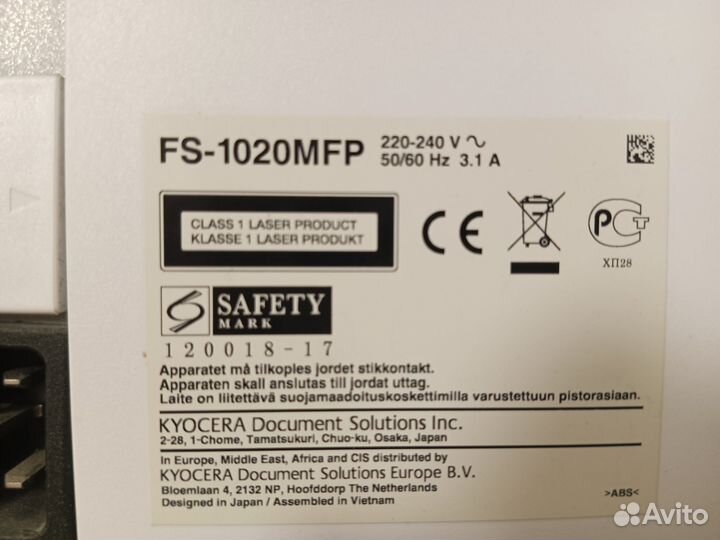 FS-1020MFP
220-240 V
50/60 Hz 3.1 A
CLASS 1 LASER PRODUCT
KLASSE 1 LASER PRODUKT
CE
РСТ
ХП28
SAFETY
MARK
120018-17
Apparatet må tilkoples jordet stikkontakt.
Apparaten skall anslutas till jordat uttag.
Laite on liitettävä suojamaadoituskoskettimilla varustettuun pistorasiaan.
KYOCERA Document Solutions Inc.
2-28, 1-Chome, Tamatsukuri, Chuo-ku, Osaka, Japan
In Europe, Middle East, Africa and CIS distributed by
KYOCERA Document Solutions Europe B.V.
Bloemlaan 4, 2132 NP, Hoofddorp The Netherlands
Designed in Japan / Assembled in Vietnam
>ABS<
Avito